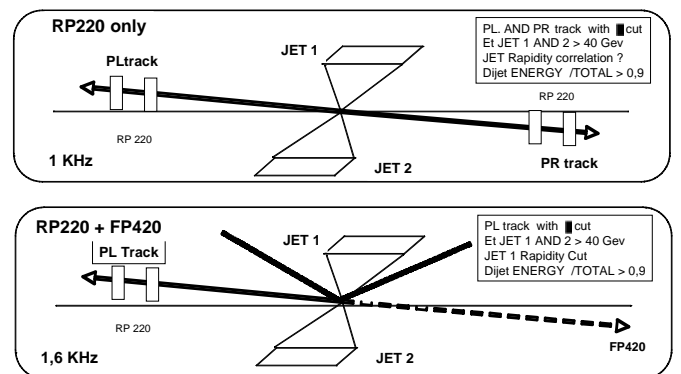 RP220 only
JET 1
PL. AND PR track with cut
Et JET 1 AND 2 > 40 Gev
JET Rapidity correlation ?
Dijet ENERGY /TOTAL > 0,9
PLtrack
RP 220
RP 220
1 KHz
JET 2
PR track
RP220 + FP420
JET 1
PL track with cut
Et JET 1 AND 2 > 40 Gev
JET 1 Rapidity Cut
Dijet ENERGY /TOTAL > 0,9
PL Track
RP 220
FP420
1,6 KHz
JET 2